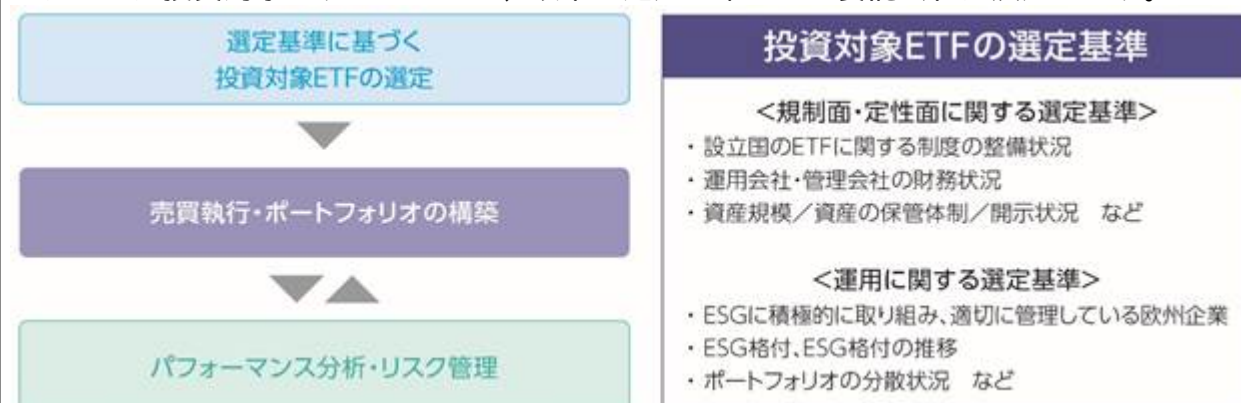 選定基準に基づく
投資対象ETFの選定
売買執行・ポートフォリオの構築
パフォーマンス分析・リスク管理
投資対象ETFの選定基準
<規制面・定性面に関する選定基準>
・設立国のETFに関する制度の整備状況
・運用会社・管理会社の財務状況
・資産規模／資産の保管体制／開示状況　など
<運用に関する選定基準>
・ESGに積極的に取り組み、適切に管理している欧州企業
・ESG格付、ESG格付の推移
・ポートフォリオの分散状況　など